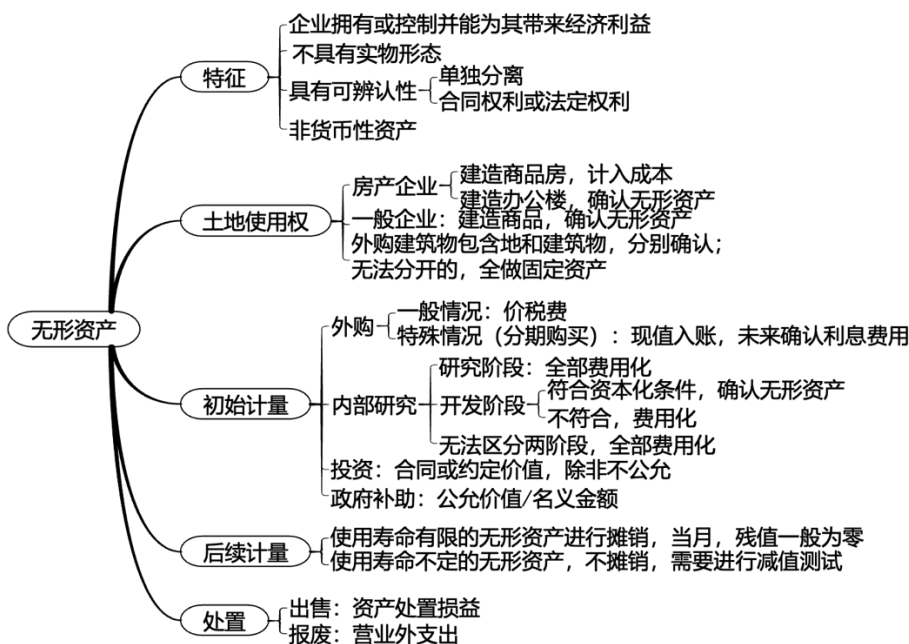 无形资产
特征
企业拥有或控制并能为其带来经济利益
不具有实物形态
具有可辨认性
单独分离
合同权利或法定权利
非货币性资产
土地使用权
房产企业
建造商品房，计入成本
建造办公楼，确认无形资产
一般企业：建造商品，确认无形资产
外购建筑物包含地和建筑物，分别确认；
无法分开的，全做固定资产
初始计量
外购
一般情况：价税费
特殊情况（分期购买）：现值入账，未来确认利息费用
内部研究
研究阶段：全部费用化
开发阶段
符合资本化条件，确认无形资产
不符合，费用化
无法区分两阶段，全部费用化
投资：合同或约定价值，除非不公允
政府补助：公允价值/名义金额
后续计量
使用寿命有限的无形资产进行摊销，当月，残值一般为零
使用寿命不定的无形资产，不摊销，需要进行减值测试
处置
出售：资产处置损益
报废：营业外支出